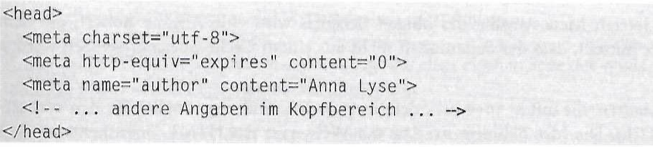 <head>
<meta charset="utf-8">
<meta http-equiv="expires" content="0">
<meta name="author" content="Anna Lyse">
<!-- ... andere Angaben im Kopfbereich ... -->
</head>